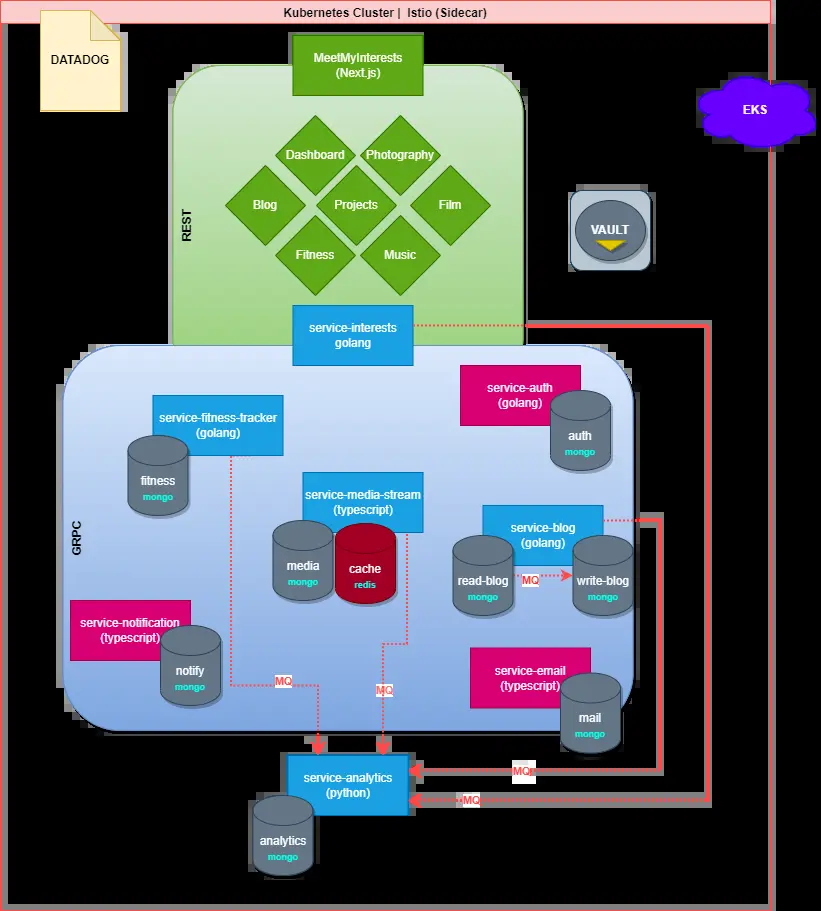 Kubernetes Cluster | Istio (Sidecar)
DATADOG
MeetMyInterests
(Next.js)
EKS
Dashboard
Photography
Blog
Projects
Film
REST
VAULT
Fitness
Music
service-interests
golang
service-auth
(golang)
auth
mongo
service-fitness-tracker
(golang)
fitness
mongo
service-media-stream
(typescript)
media
mongo
cache
redis
service-blog
(golang)
read-blog
mongo
MQ
write-blog
mongo
GRPC
service-notification
(typescript)
notify
mongo
MQ
MQ
service-email
(typescript)
mail
mongo
MQ
MQ
service-analytics
(python)
analytics
mongo